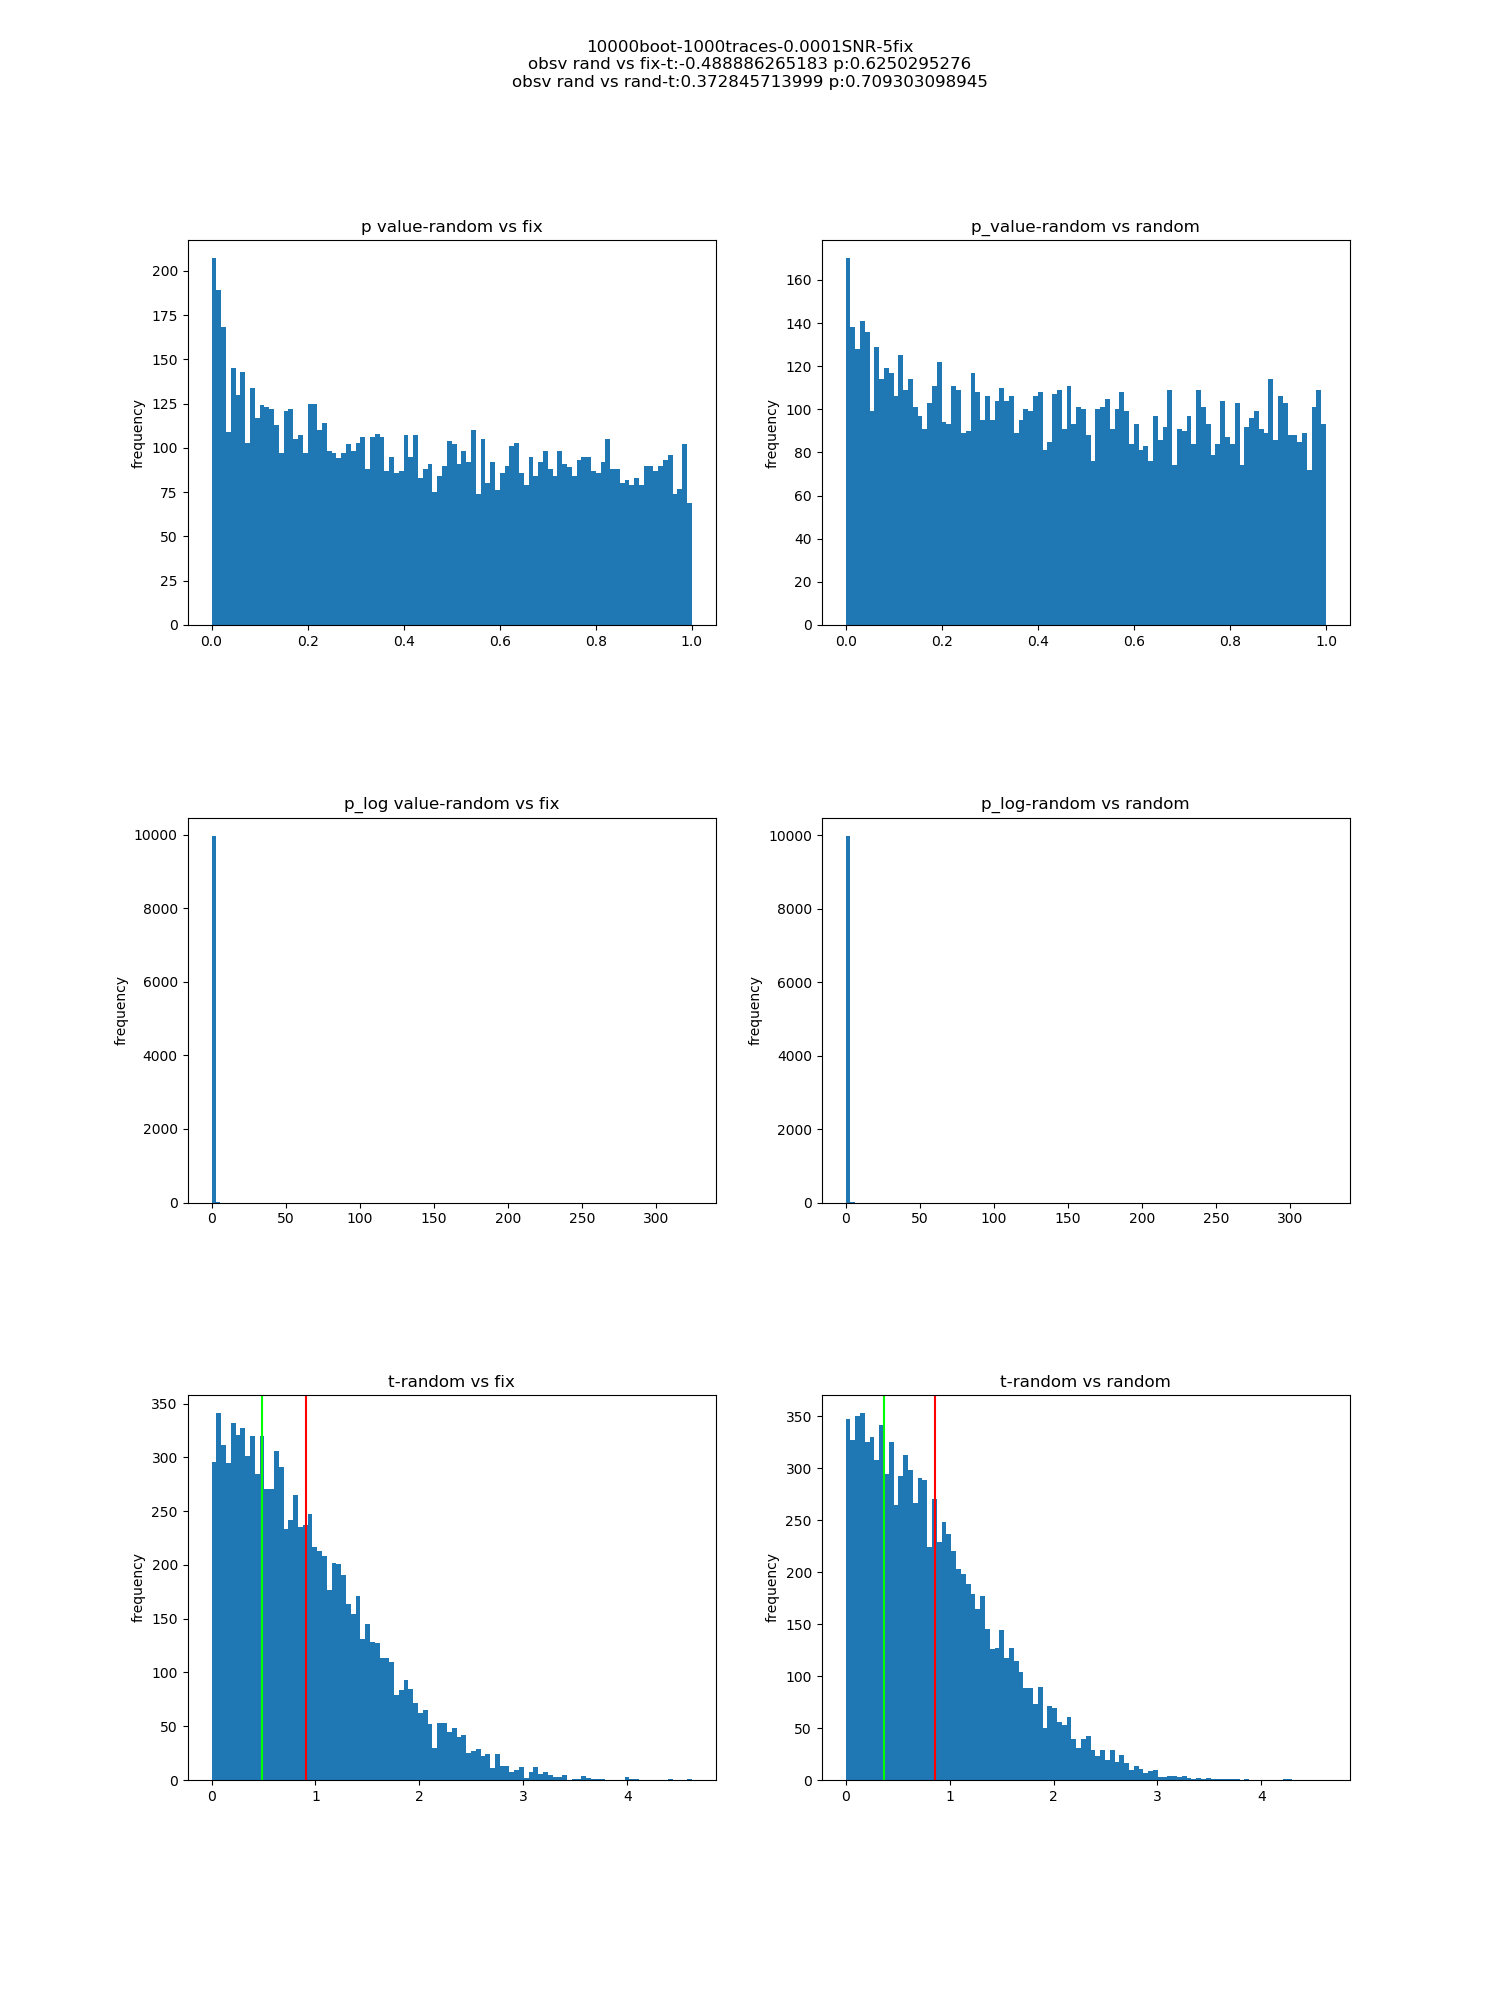 10000boot-1000traces-0.0001SNR-5fix
obsv rand vs fix-t:-0.488886265183 p:0.6250295276
obsv rand vs rand-t:0.372845713999 p:0.709303098945
p value-random vs fix
frequency
200
175
150
125
100
75
50
25
0
0.0 0.2 0.4 0.6 0.8 1.0
p_value-random vs random
frequency
160
140
120
100
80
60
40
20
0
0.0 0.2 0.4 0.6 0.8 1.0
p_log value-random vs fix
frequency
10000
8000
6000
4000
2000
0
0 50 100 150 200 250 300
p_log-random vs random
frequency
10000
8000
6000
4000
2000
0
0 50 100 150 200 250 300
t-random vs fix
frequency
350
300
250
200
150
100
50
0
0 1 2 3 4
t-random vs random
frequency
350
300
250
200
150
100
50
0
0 1 2 3 4